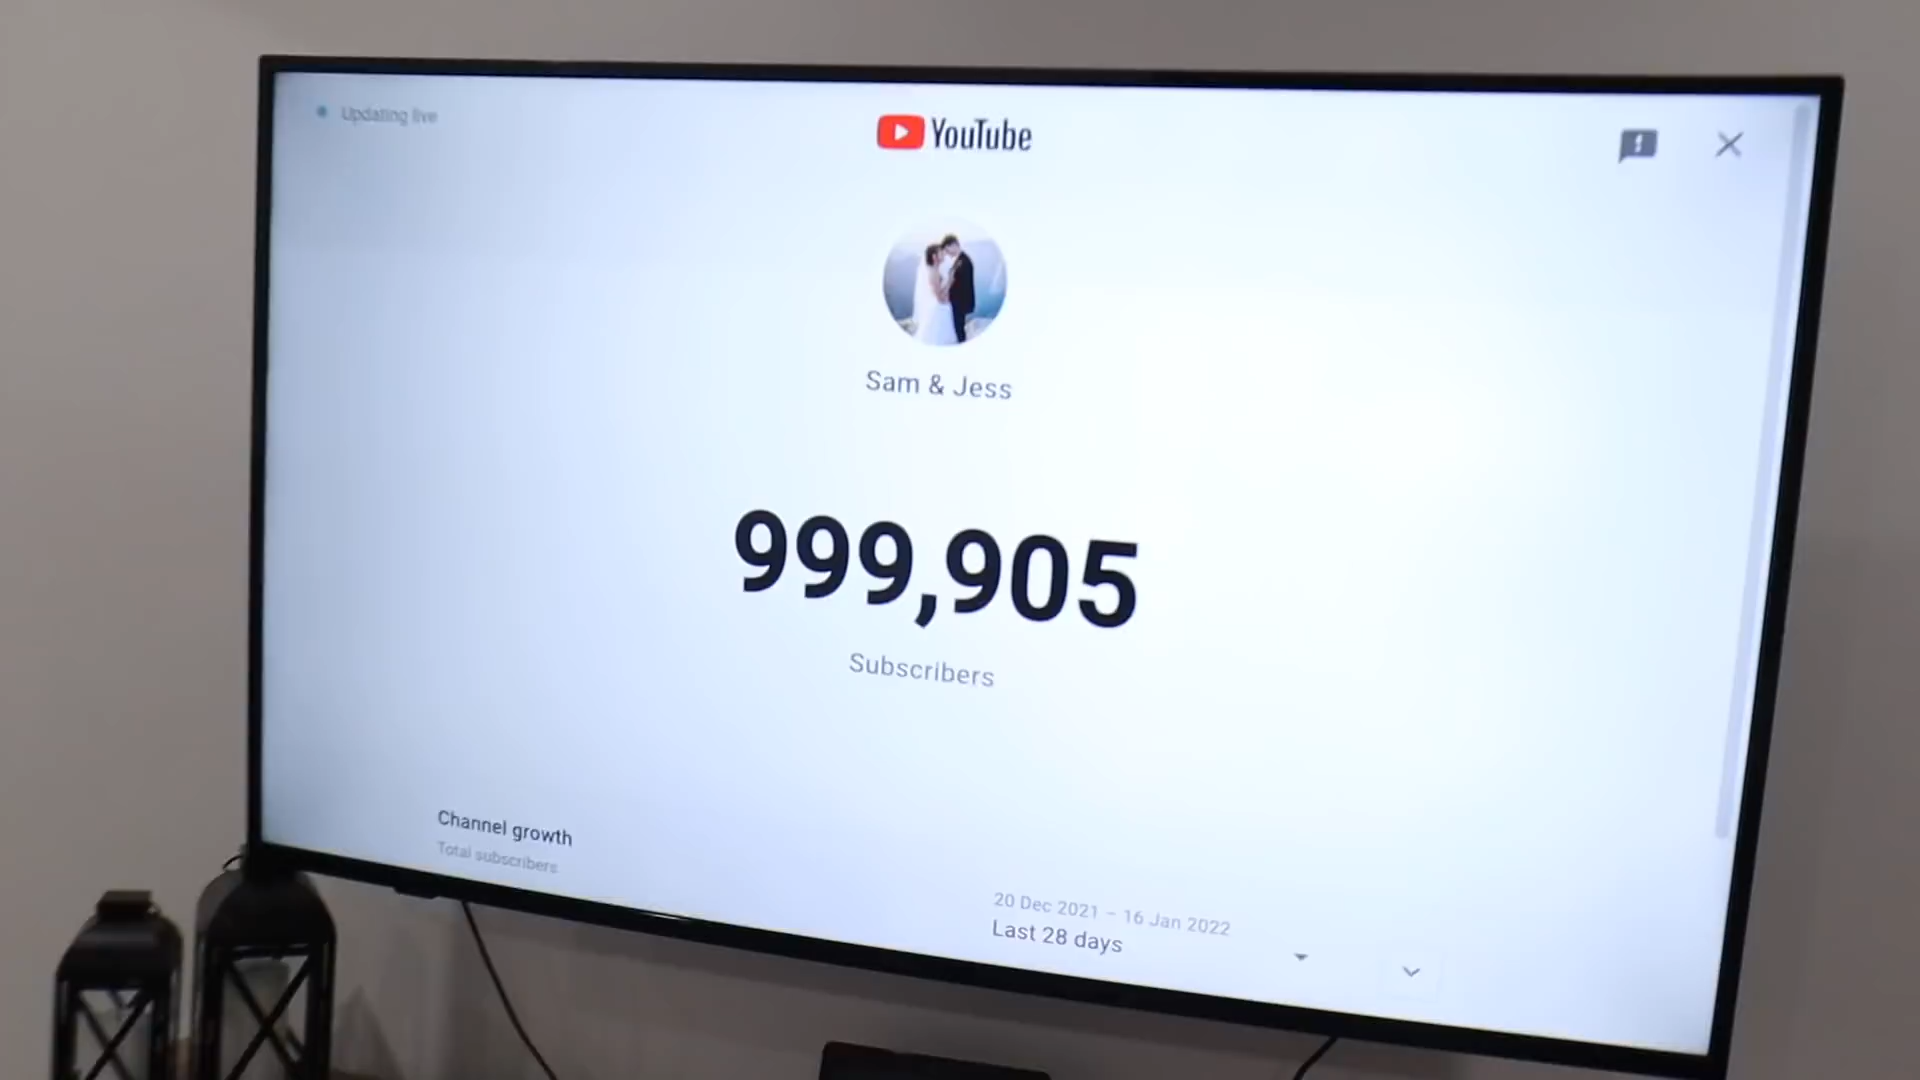 Updating live
YouTube
Sam & Jess
999,905
Subscribers
Channel growth
Total subscribers
20 Dec 2021 – 16 Jan 2022
Last 28 days